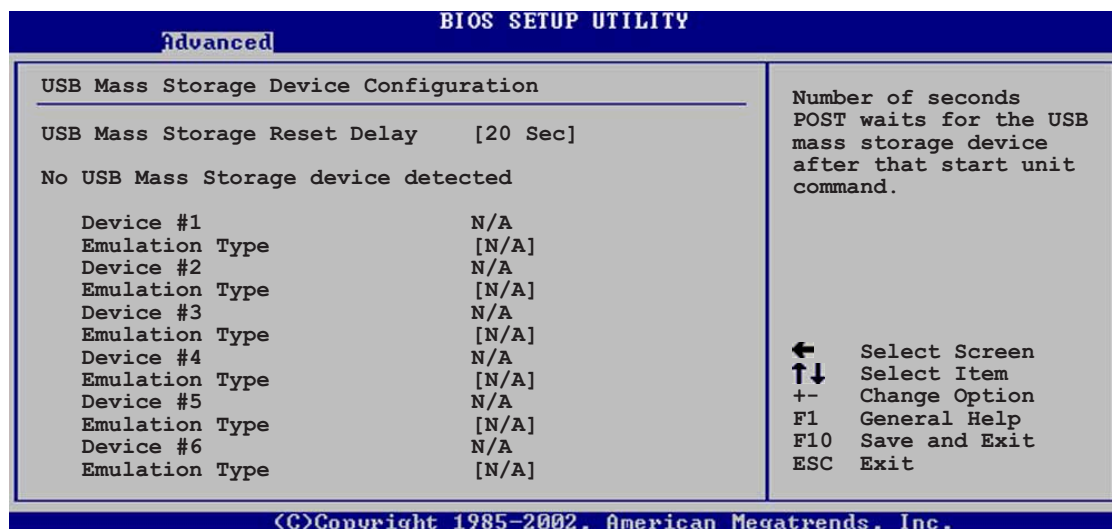 BIOS SETUP UTILITY
Advanced
USB Mass Storage Device Configuration
USB Mass Storage Reset Delay [20 Sec]
No USB Mass Storage device detected
Device #1 N/A
Emulation Type [N/A]
Device #2 N/A
Emulation Type [N/A]
Device #3 N/A
Emulation Type [N/A]
Device #4 N/A
Emulation Type [N/A]
Device #5 N/A
Emulation Type [N/A]
Device #6 N/A
Emulation Type [N/A]
Number of seconds
POST waits for the USB
mass storage device
after that start unit
command.
← Select Screen
↑↓ Select Item
+- Change Option
F1 General Help
F10 Save and Exit
ESC Exit
(C)Copyright 1985-2002, American Megatrends, Inc.